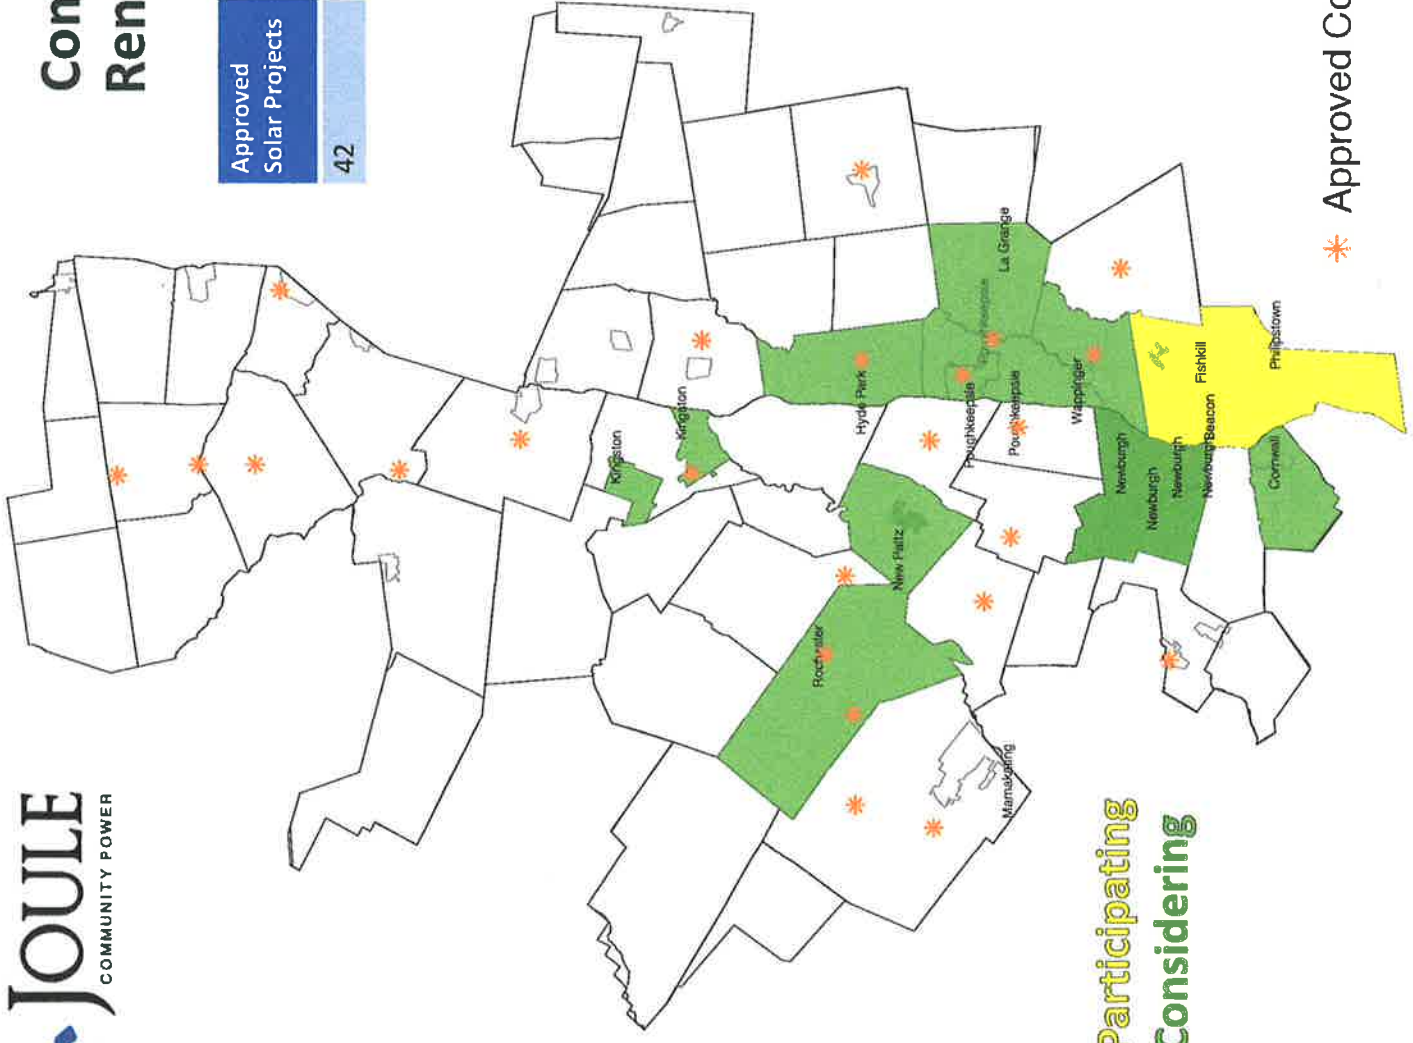 JOULE
COMMUNITY POWER
Con
Ren
Approved
Solar Projects
42
Kingston
Kingston
Hyde Park
La Grange
Poughkeepsie
Poughkeepsie
Poughkeepsie
Wappinger
New Paltz
Rochester
Mamakating
Newburgh
Newburgh
Newburgh
Newburgh
Beacon
Fishkill
Philipstown
Cornwall
Participating
Considering
Approved Co